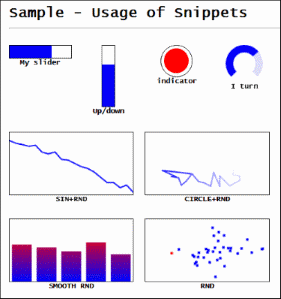 Sample - Usage of Snippets
My slider
Up/down
indicator
I turn
SIN+RND
CIRCLE+RND
SMOOTH RND
RND